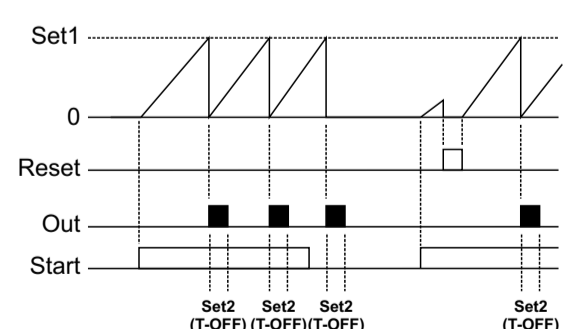 Set1
0
Reset
Out
Start
Set2 Set2 Set2 Set2
(T-OFF) (T-OFF) (T-OFF) (T-OFF)